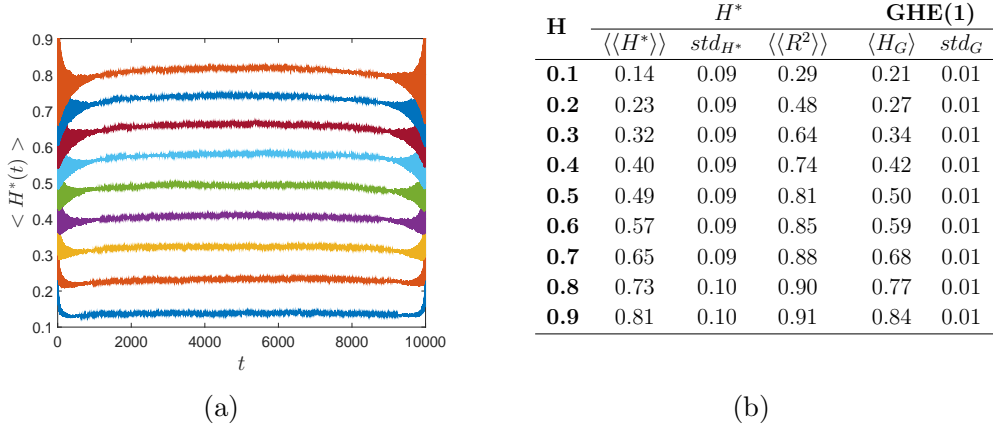 0.9
0.8
0.7
0.6
0.5
0.4
0.3
0.2
0.1
< H*(t) >
0 2000 4000 6000 8000 10000
t
(a)
H H* GHE(1)
⟨⟨H*⟩⟩ std_{H*} ⟨⟨R²⟩⟩ ⟨H_G⟩ std_G
0.1 0.14 0.09 0.29 0.21 0.01
0.2 0.23 0.09 0.48 0.27 0.01
0.3 0.32 0.09 0.64 0.34 0.01
0.4 0.40 0.09 0.74 0.42 0.01
0.5 0.49 0.09 0.81 0.50 0.01
0.6 0.57 0.09 0.85 0.59 0.01
0.7 0.65 0.09 0.88 0.68 0.01
0.8 0.73 0.10 0.90 0.77 0.01
0.9 0.81 0.10 0.91 0.84 0.01
(b)